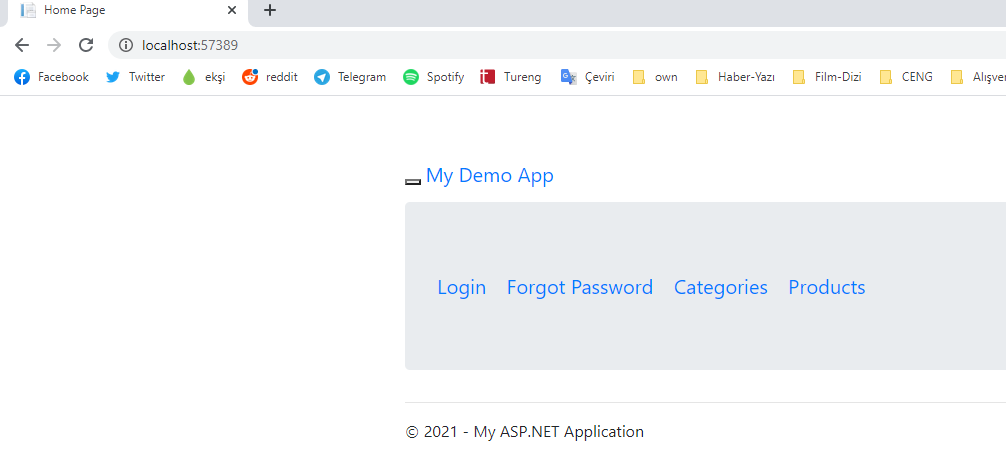 Home Page
localhost:57389
Facebook Twitter ekşi reddit Telegram Spotify Tureng Çeviri own Haber-Yazı Film-Dizi CENG Alışver
My Demo App
Login Forgot Password Categories Products
© 2021 - My ASP.NET Application